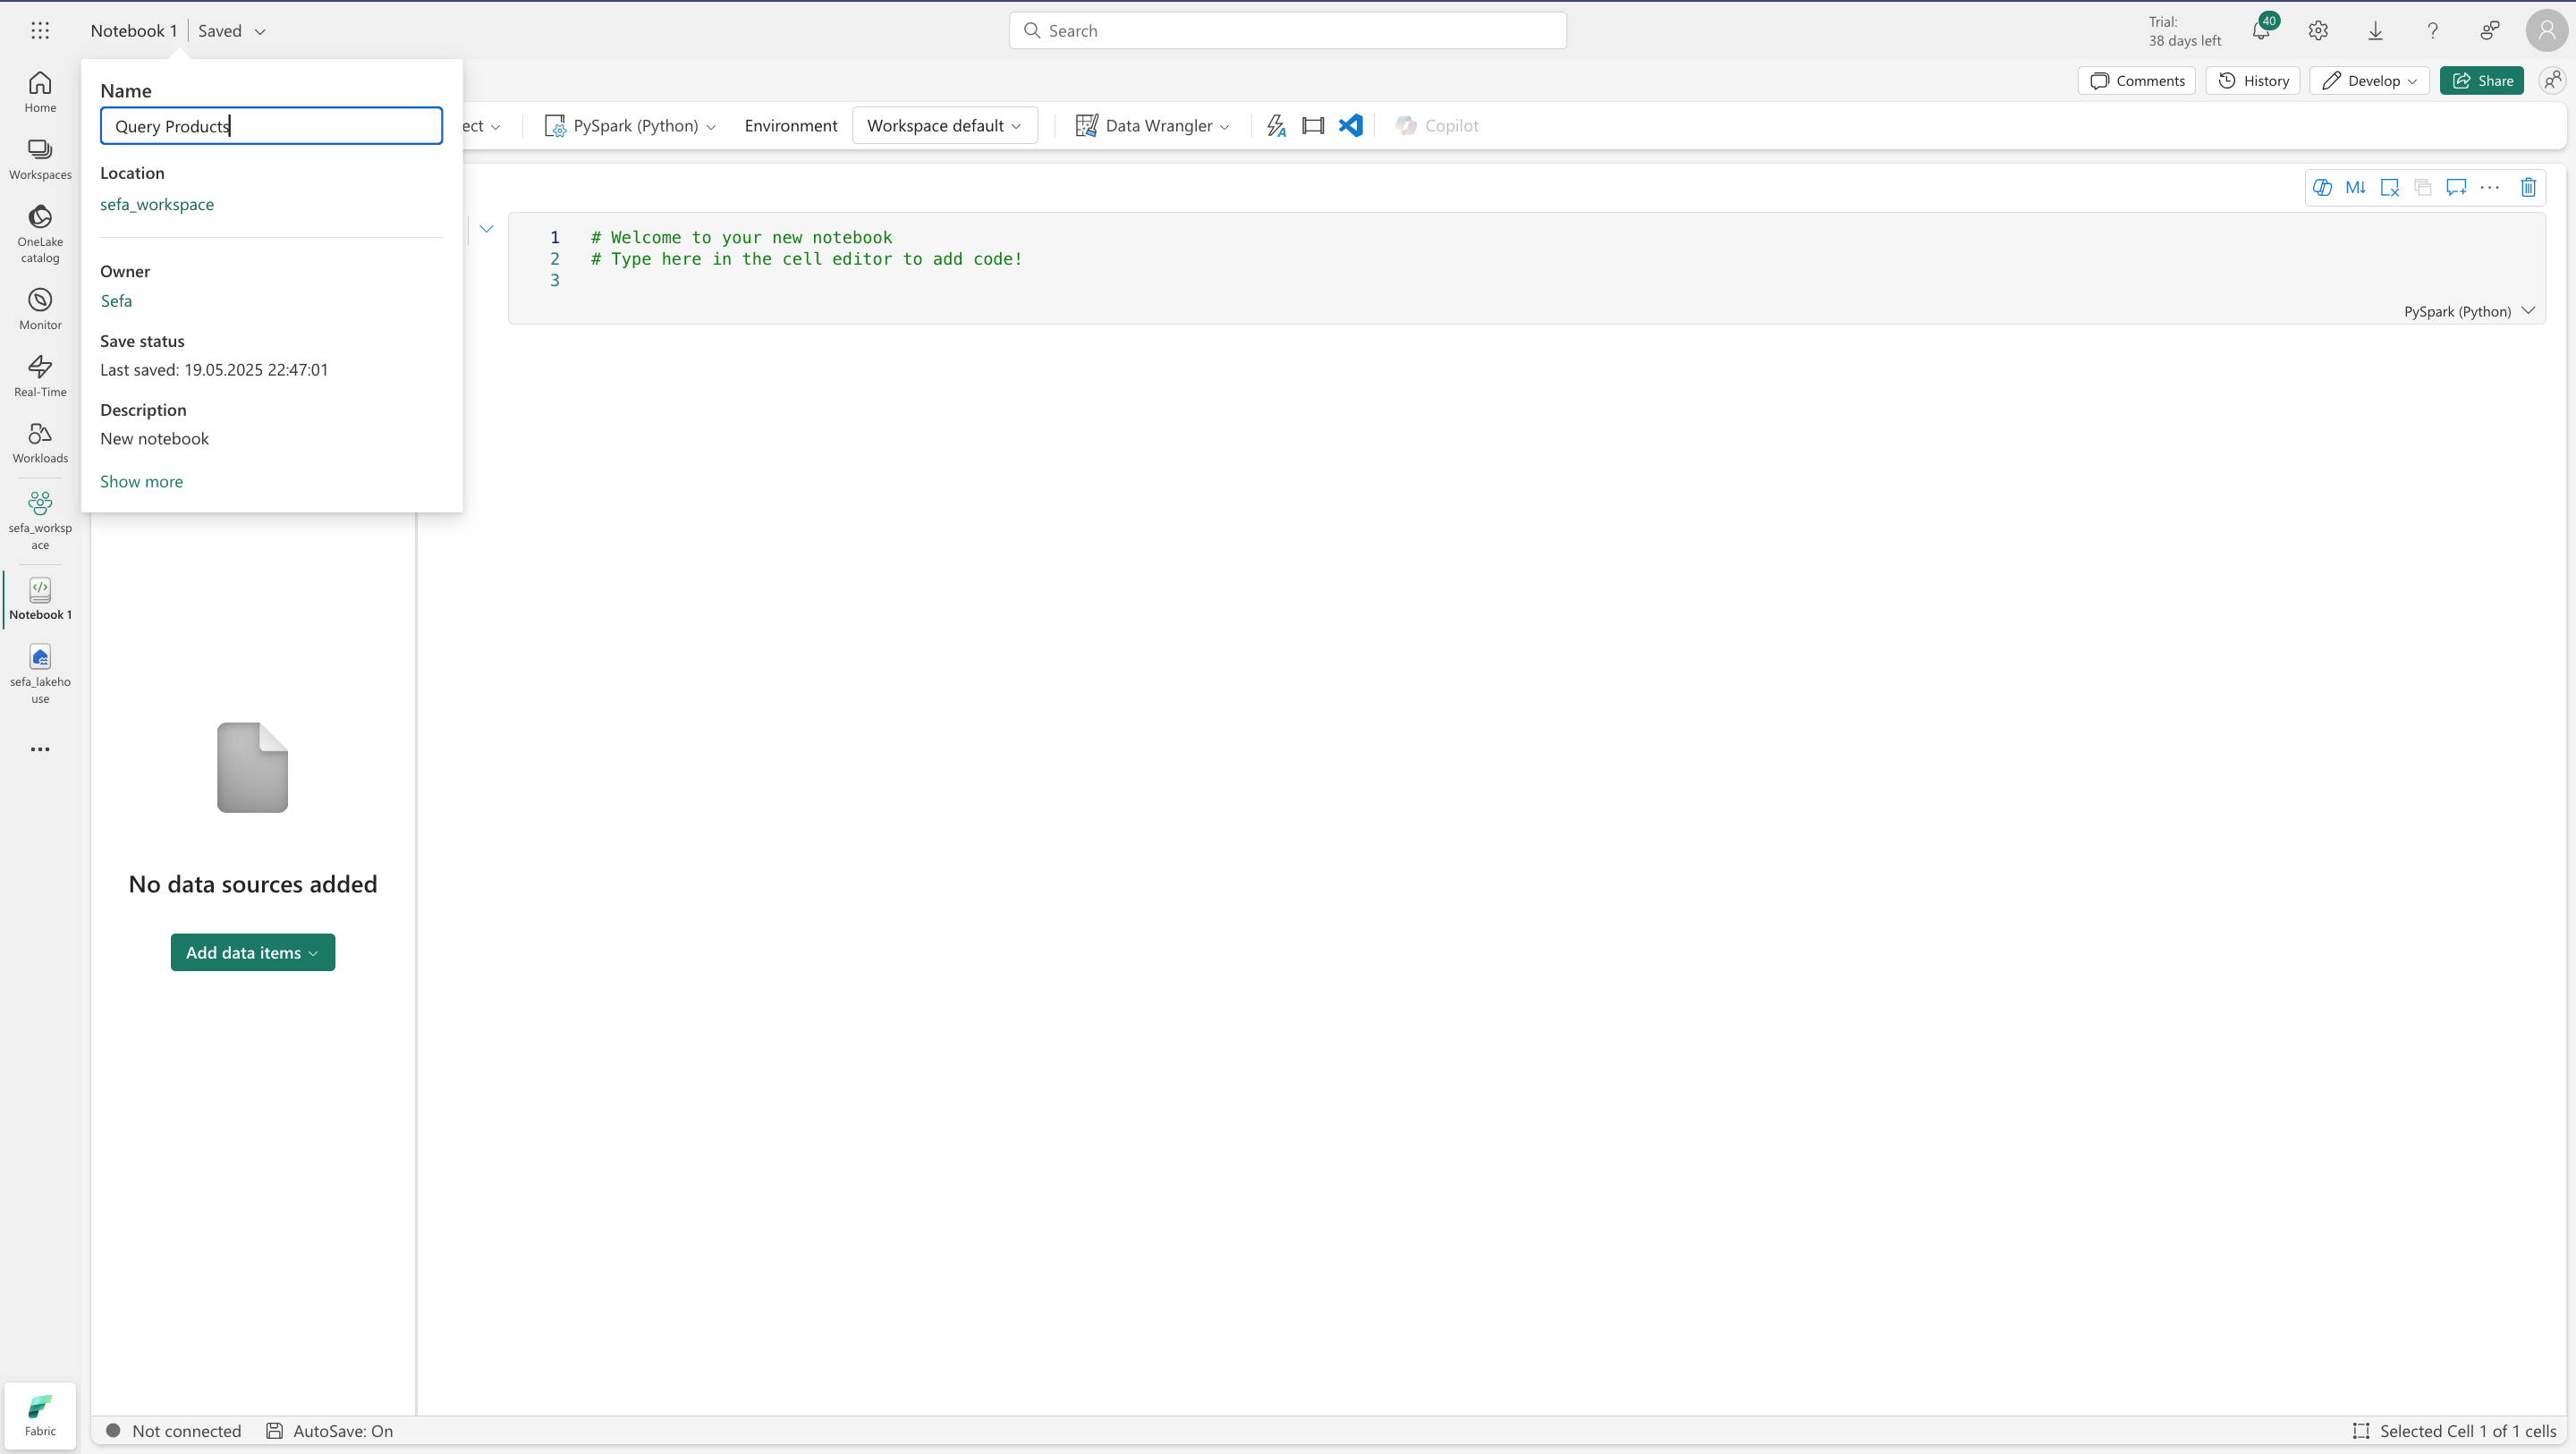 Notebook 1
Saved
Search
Trial:
38 days left
40
Name
Query Products
Location
sefa_workspace
Owner
Sefa
Save status
Last saved: 19.05.2025 22:47:01
Description
New notebook
Show more
Comments
History
Develop
Share
ect
PySpark (Python)
Environment
Workspace default
Data Wrangler
Copilot
M↓
1 # Welcome to your new notebook
2 # Type here in the cell editor to add code!
3
PySpark (Python)
Home
Workspaces
OneLake
catalog
Monitor
Real-Time
Workloads
sefa_worksp
ace
Notebook 1
sefa_lakeho
use
Fabric
No data sources added
Add data items
Not connected
AutoSave: On
Selected Cell 1 of 1 cells